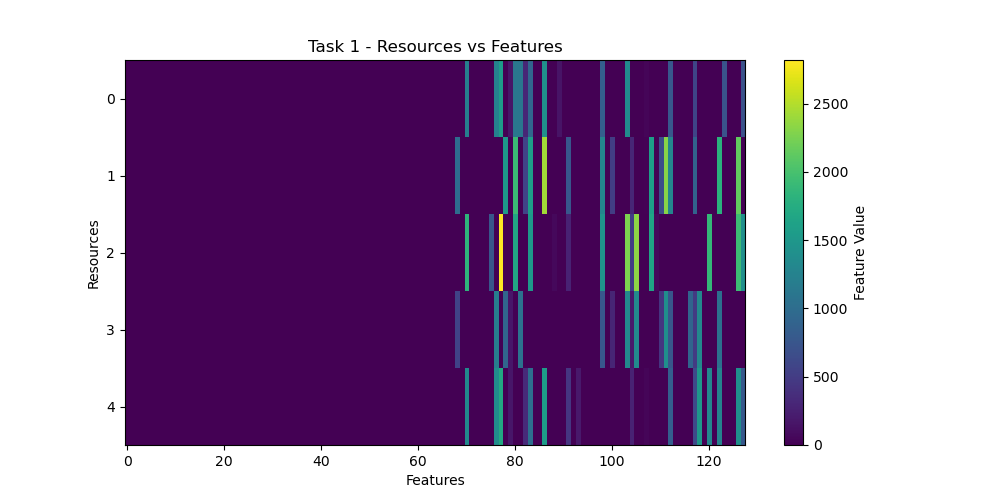 Task 1 - Resources vs Features
Resources
0
1
2
3
4
0 20 40 60 80 100 120
Features
2500
2000
1500
1000
500
0
Feature Value